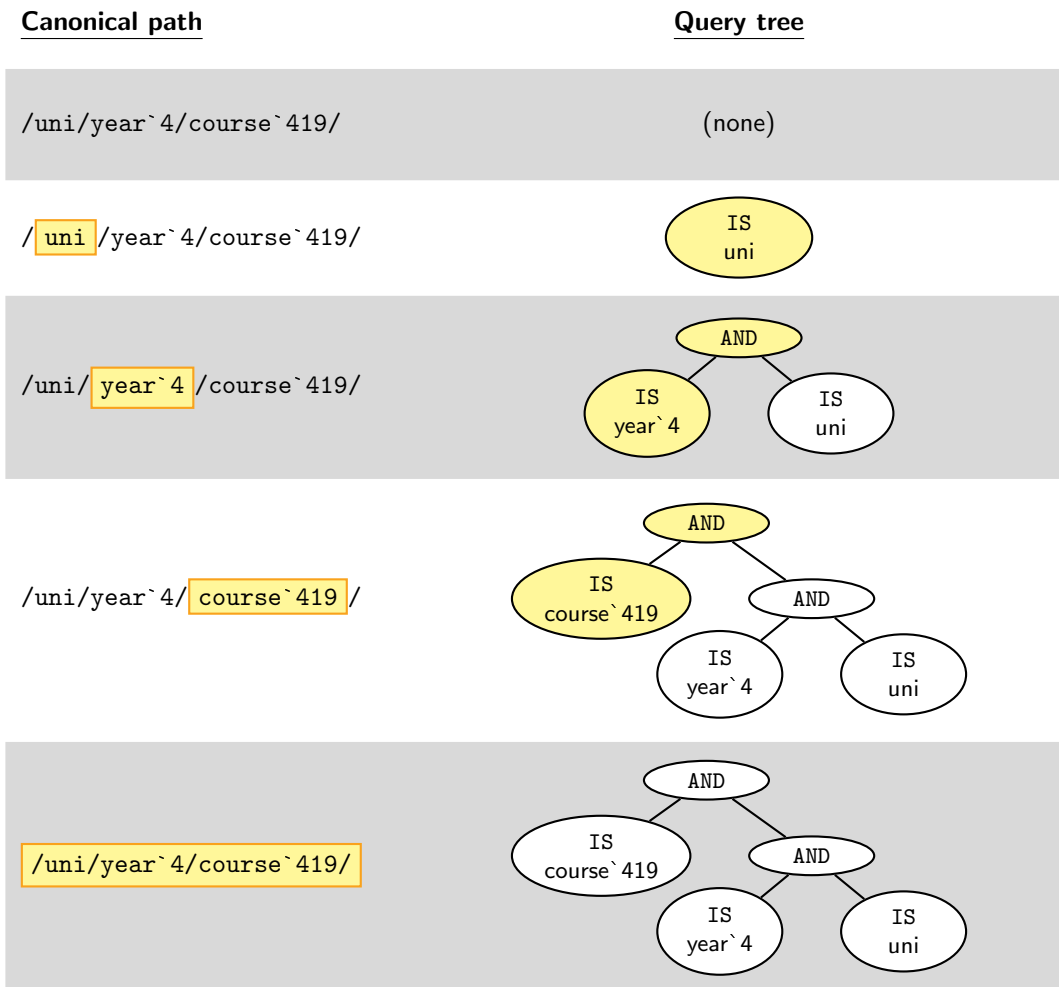 Canonical path
Query tree
/uni/year`4/course`419/
(none)
/ uni /year`4/course`419/
IS
uni
/uni/ year`4 /course`419/
AND
IS
year`4
IS
uni
/uni/year`4/ course`419 /
AND
IS
course`419
AND
IS
year`4
IS
uni
/uni/year`4/course`419/
AND
IS
course`419
AND
IS
year`4
IS
uni